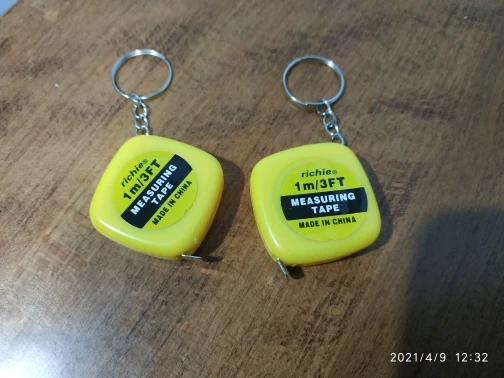 richie®
1m/3FT
MEASURING
TAPE
MADE IN CHINA
richie®
1m/3FT
MEASURING
TAPE
MADE IN CHINA
2021/4/9 12:32